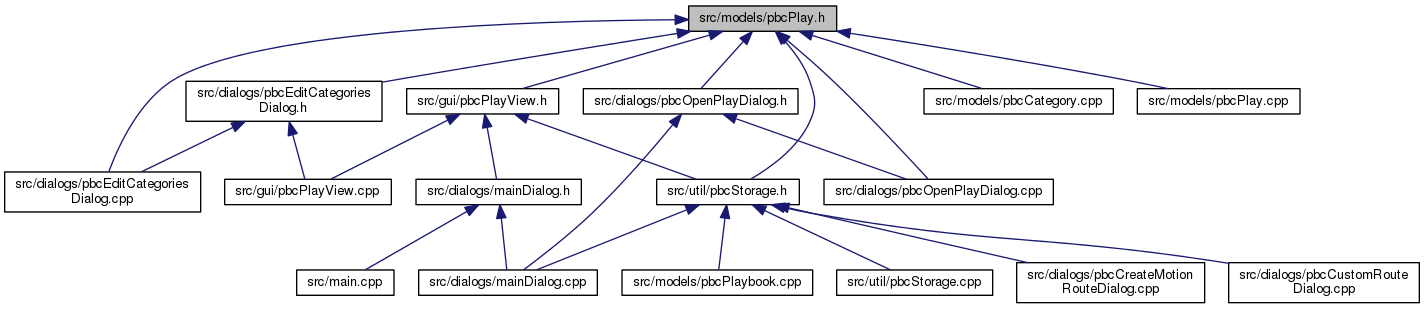 src/models/pbcPlay.h
src/dialogs/pbcEditCategories
Dialog.h
src/gui/pbcPlayView.h
src/dialogs/pbcOpenPlayDialog.h
src/models/pbcCategory.cpp
src/models/pbcPlay.cpp
src/dialogs/pbcEditCategories
Dialog.cpp
src/gui/pbcPlayView.cpp
src/dialogs/mainDialog.h
src/util/pbcStorage.h
src/dialogs/pbcOpenPlayDialog.cpp
src/main.cpp
src/dialogs/mainDialog.cpp
src/models/pbcPlaybook.cpp
src/util/pbcStorage.cpp
src/dialogs/pbcCreateMotion
RouteDialog.cpp
src/dialogs/pbcCustomRoute
Dialog.cpp